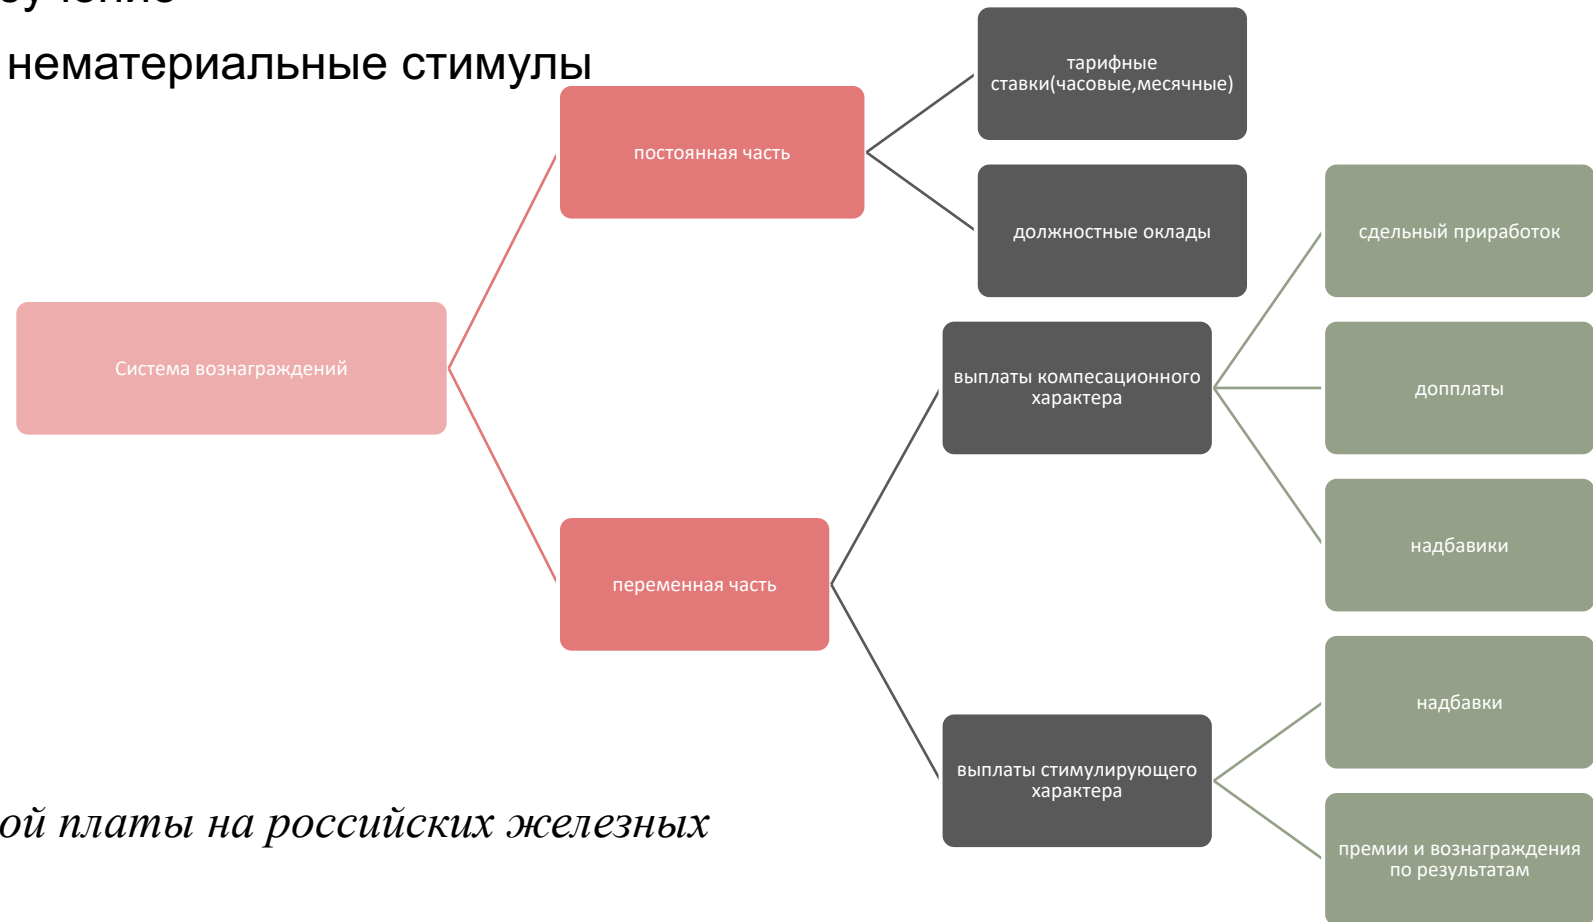 нематериальные стимулы
тарифные
ставки(часовые,месячные)
постоянная часть
должностные оклады
сдельный приработок
Система вознаграждений
выплаты компесационного
характера
допплаты
надбавики
переменная часть
надбавки
выплаты стимулирующего
характера
ой платы на российских железных
премии и вознаграждения
по результатам